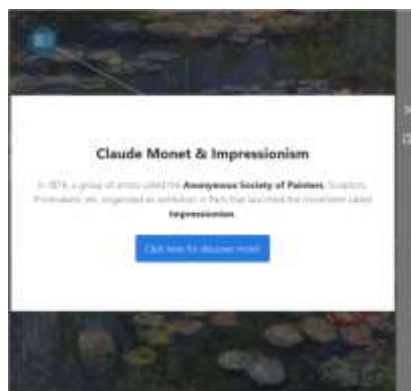 Claude Monet & Impressionism
In 1874, a group of artists called the Anonymous Society of Painters, Sculptors,
Printmakers, etc. organized an exhibition in Paris that launched the movement called
Impressionism.
Click here to discover more!